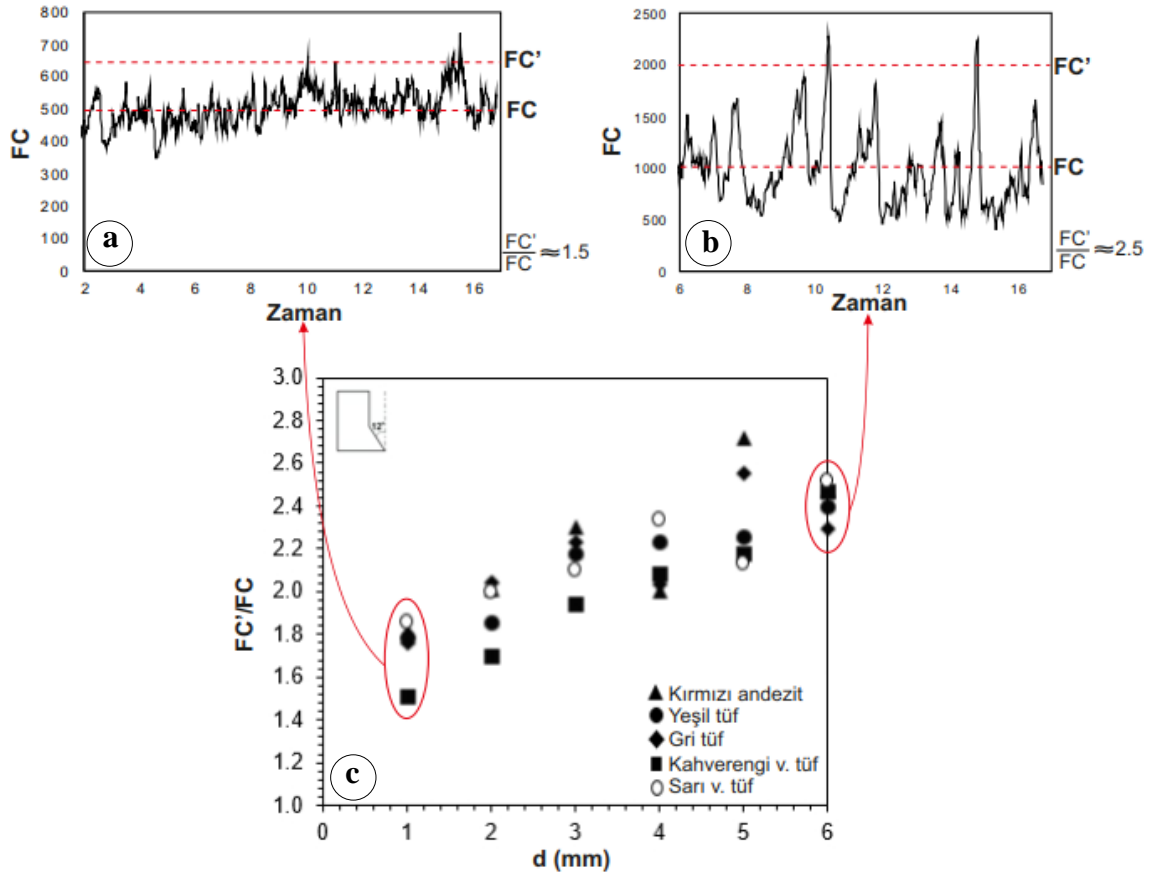 800
700
600
500
400
300
200
100
0
FC
FC'
FC
a
FC'
FC
≈1.5
2 4 6 8 10 12 14 16
Zaman
2500
2000
1500
1000
500
0
FC
FC'
FC
b
FC'
FC
≈2.5
6 8 10 12 14 16
Zaman
3.0
2.8
2.6
2.4
2.2
2.0
1.8
1.6
1.4
1.2
1.0
FC'/FC
12°
Kırmızı andezit
Yeşil tüf
Gri tüf
Kahverengi v. tüf
Sarı v. tüf
c
0 1 2 3 4 5 6
d (mm)